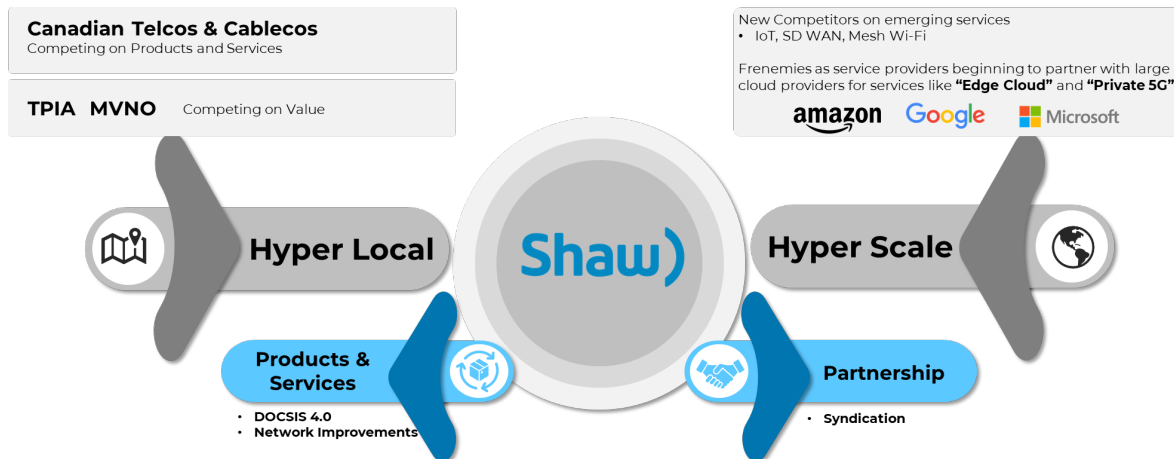 Canadian Telcos & Cablecos
Competing on Products and Services
TPIA MVNO Competing on Value
New Competitors on emerging services
• IoT, SD WAN, Mesh Wi-Fi
Frenemies as service providers beginning to partner with large
cloud providers for services like “Edge Cloud” and “Private 5G”
amazon Google Microsoft
Hyper Local
Shaw)
Hyper Scale
Products &
Services
• DOCSIS 4.0
• Network Improvements
Partnership
• Syndication